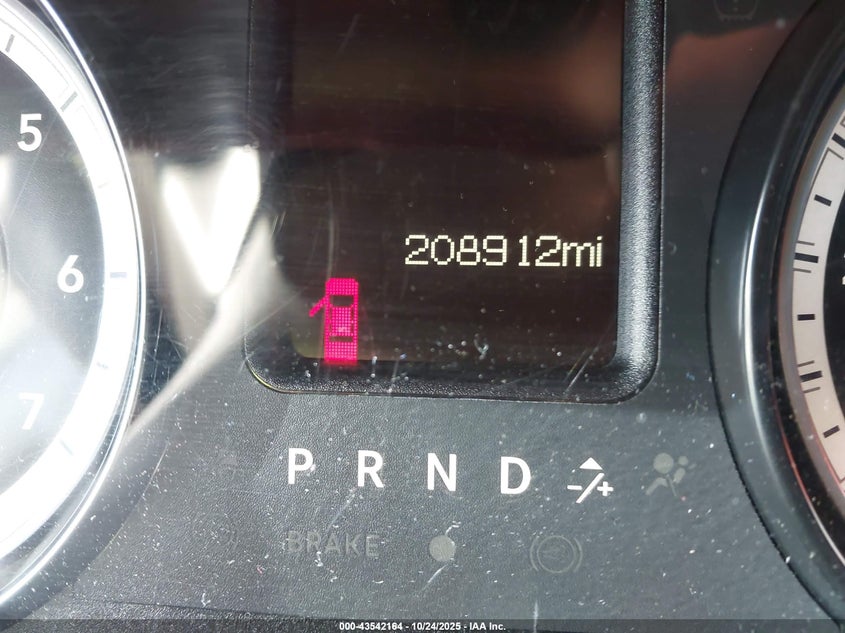 5
6
7
208912mi
P R N D -/+
BRAKE
000-43542164 - 10/24/2025 - IAA Inc.